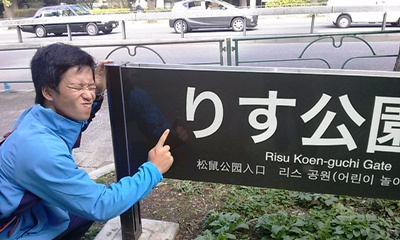 りす公園
Risu Koen-guchi Gate
松鼠公园入口 리스 공원(어린이 놀이